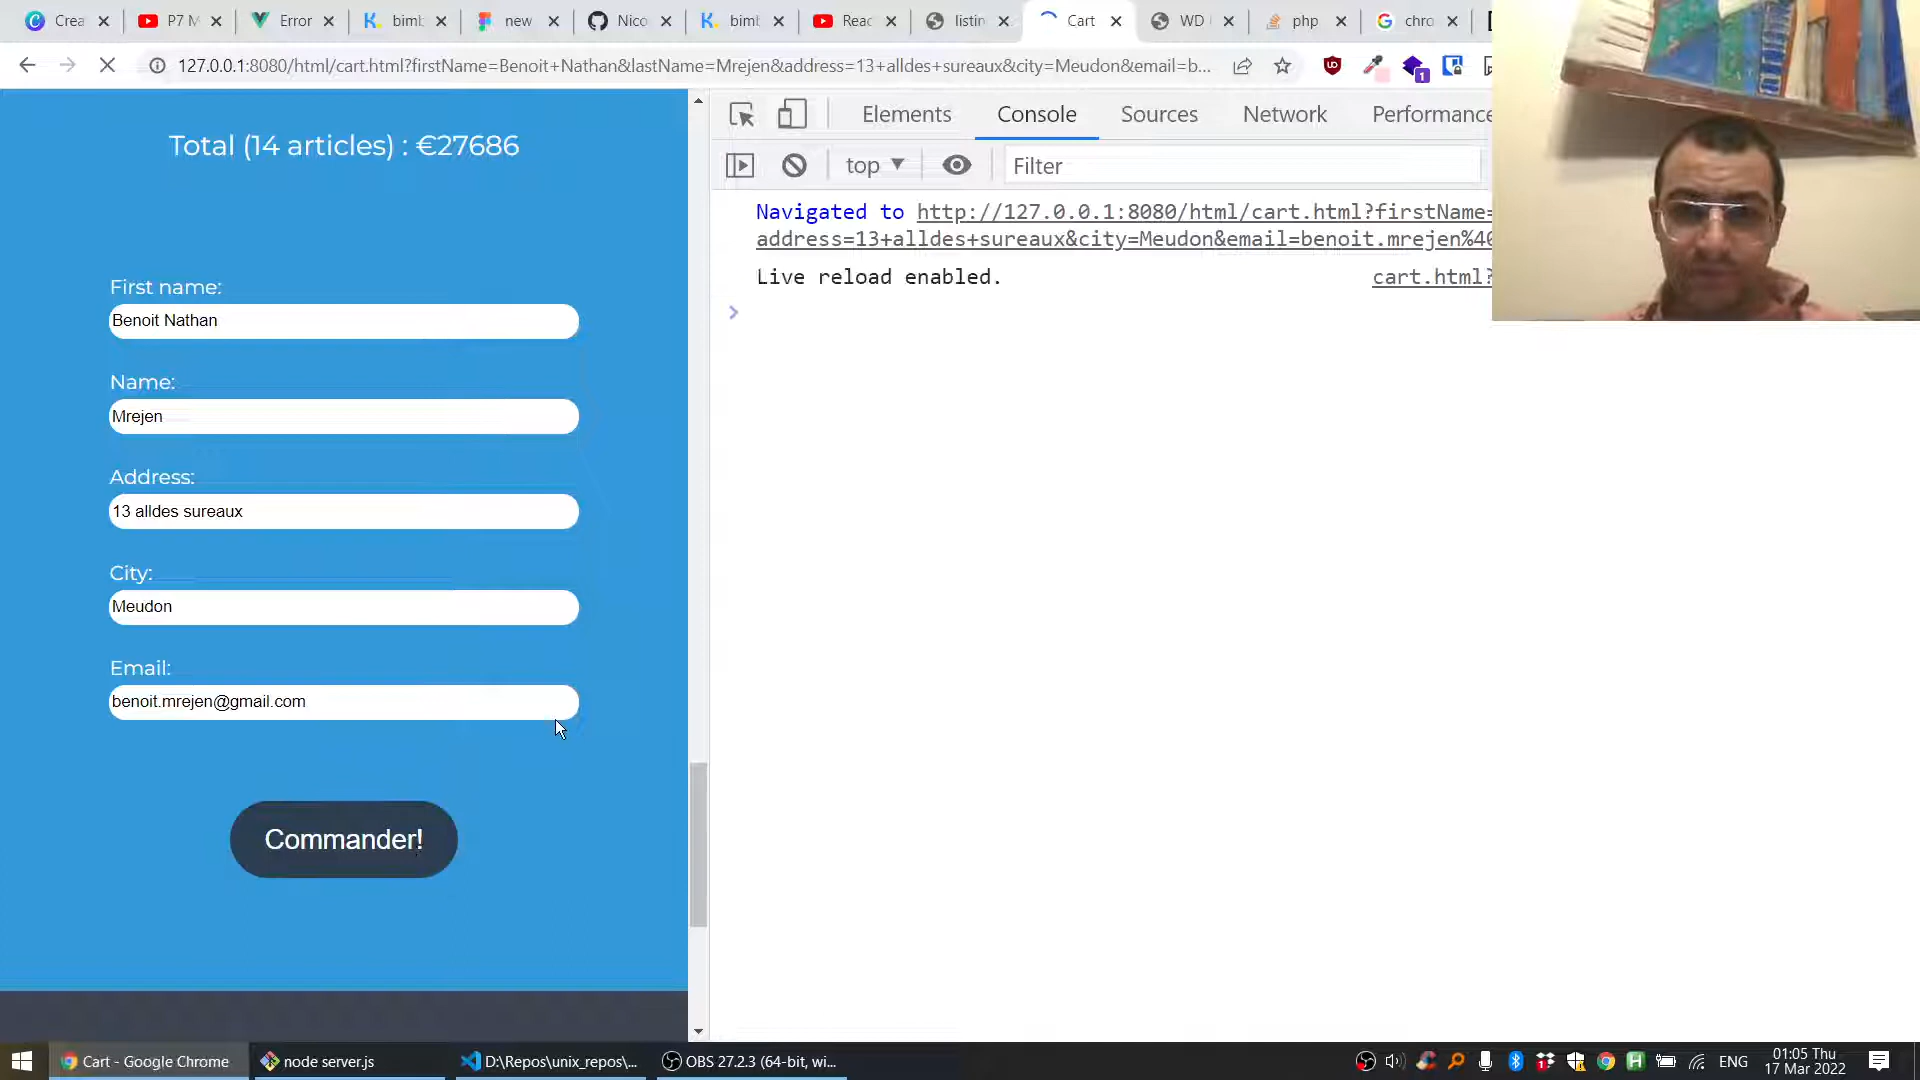 Crea
P7 M
Error
bimb
new
Nico
bimb
Reac
listin
Cart
WD
php
chro
127.0.0.1:8080/html/cart.html?firstName=Benoit+Nathan&lastName=Mrejen&address=13+alldes+sureaux&city=Meudon&email=b...
1
Elements
Console
Sources
Network
Performance
top
Filter
Navigated to http://127.0.0.1:8080/html/cart.html?firstName=
address=13+alldes+sureaux&city=Meudon&email=benoit.mrejen%40
Live reload enabled.
cart.html?
Total (14 articles) : €27686
First name:
Benoit Nathan
Name:
Mrejen
Address:
13 alldes sureaux
City:
Meudon
Email:
benoit.mrejen@gmail.com
Commander!
Cart - Google Chrome
node server.js
D:\Repos\unix_repos\...
OBS 27.2.3 (64-bit, wi...
ENG
01:05 Thu
17 Mar 2022